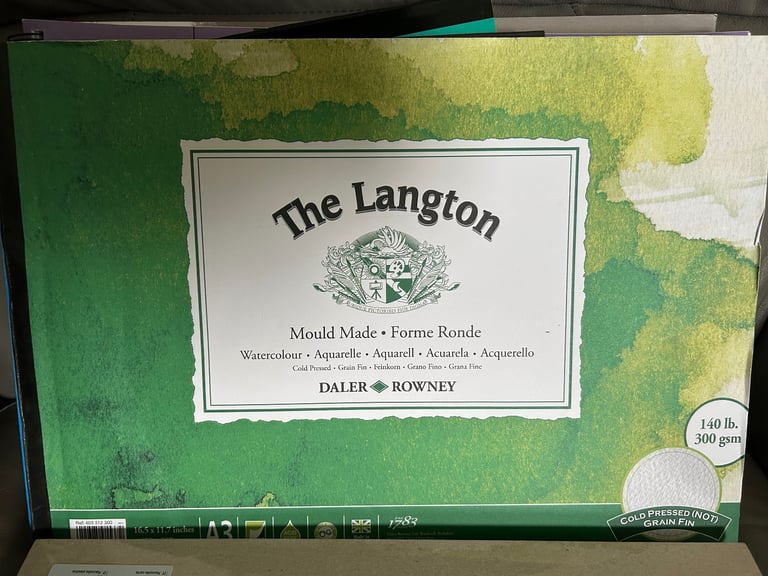 The Langton
Mould Made • Forme Ronde
Watercolour • Aquarelle • Aquarell • Acuarela • Acquerello
Cold Pressed • Grain Fin • Feinkorn • Grano Fino • Grana Fine
DALER ROWNEY
140 lb.
300 gsm
COLD PRESSED (NOT)
GRAIN FIN
16.5 x 11.7 inches
A3
1783